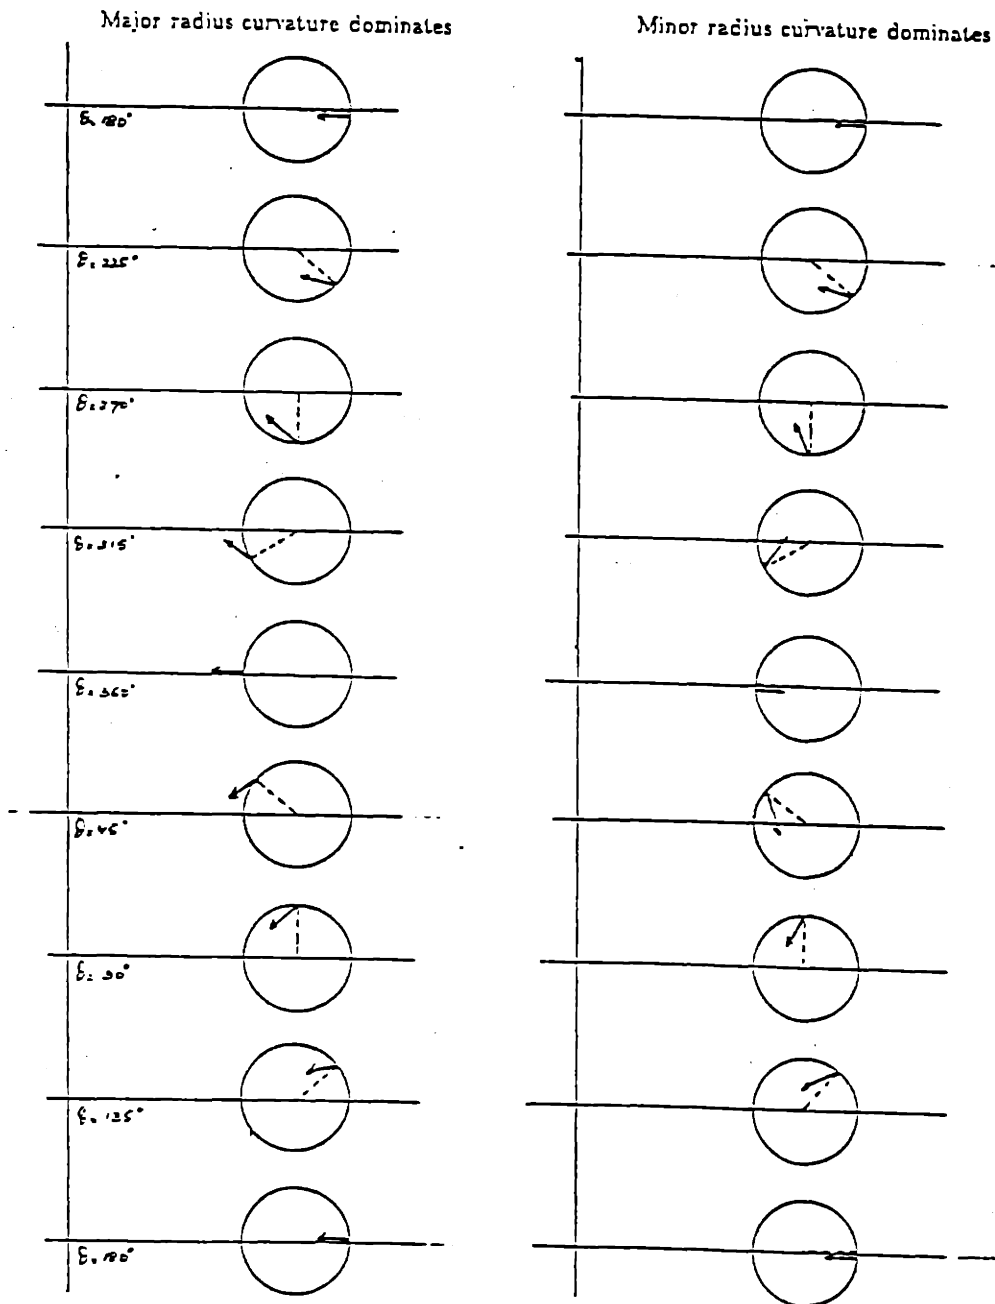 Major radius curvature dominates
Minor radius curvature dominates
ξ= 180°
ξ= 225°
ξ= 270°
ξ= 315°
ξ= 360°
ξ= 45°
ξ= 90°
ξ= 135°
ξ= 180°